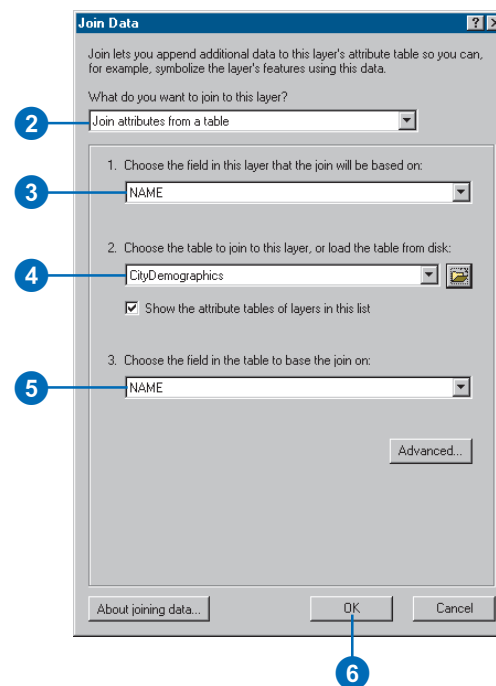 Join Data
Join lets you append additional data to this layer's attribute table so you can,
for example, symbolize the layer's features using this data.
What do you want to join to this layer?
2
Join attributes from a table
1. Choose the field in this layer that the join will be based on:
3
NAME
2. Choose the table to join to this layer, or load the table from disk:
4
CityDemographics
Show the attribute tables of layers in this list
3. Choose the field in the table to base the join on:
5
NAME
Advanced...
About joining data... OK Cancel
6